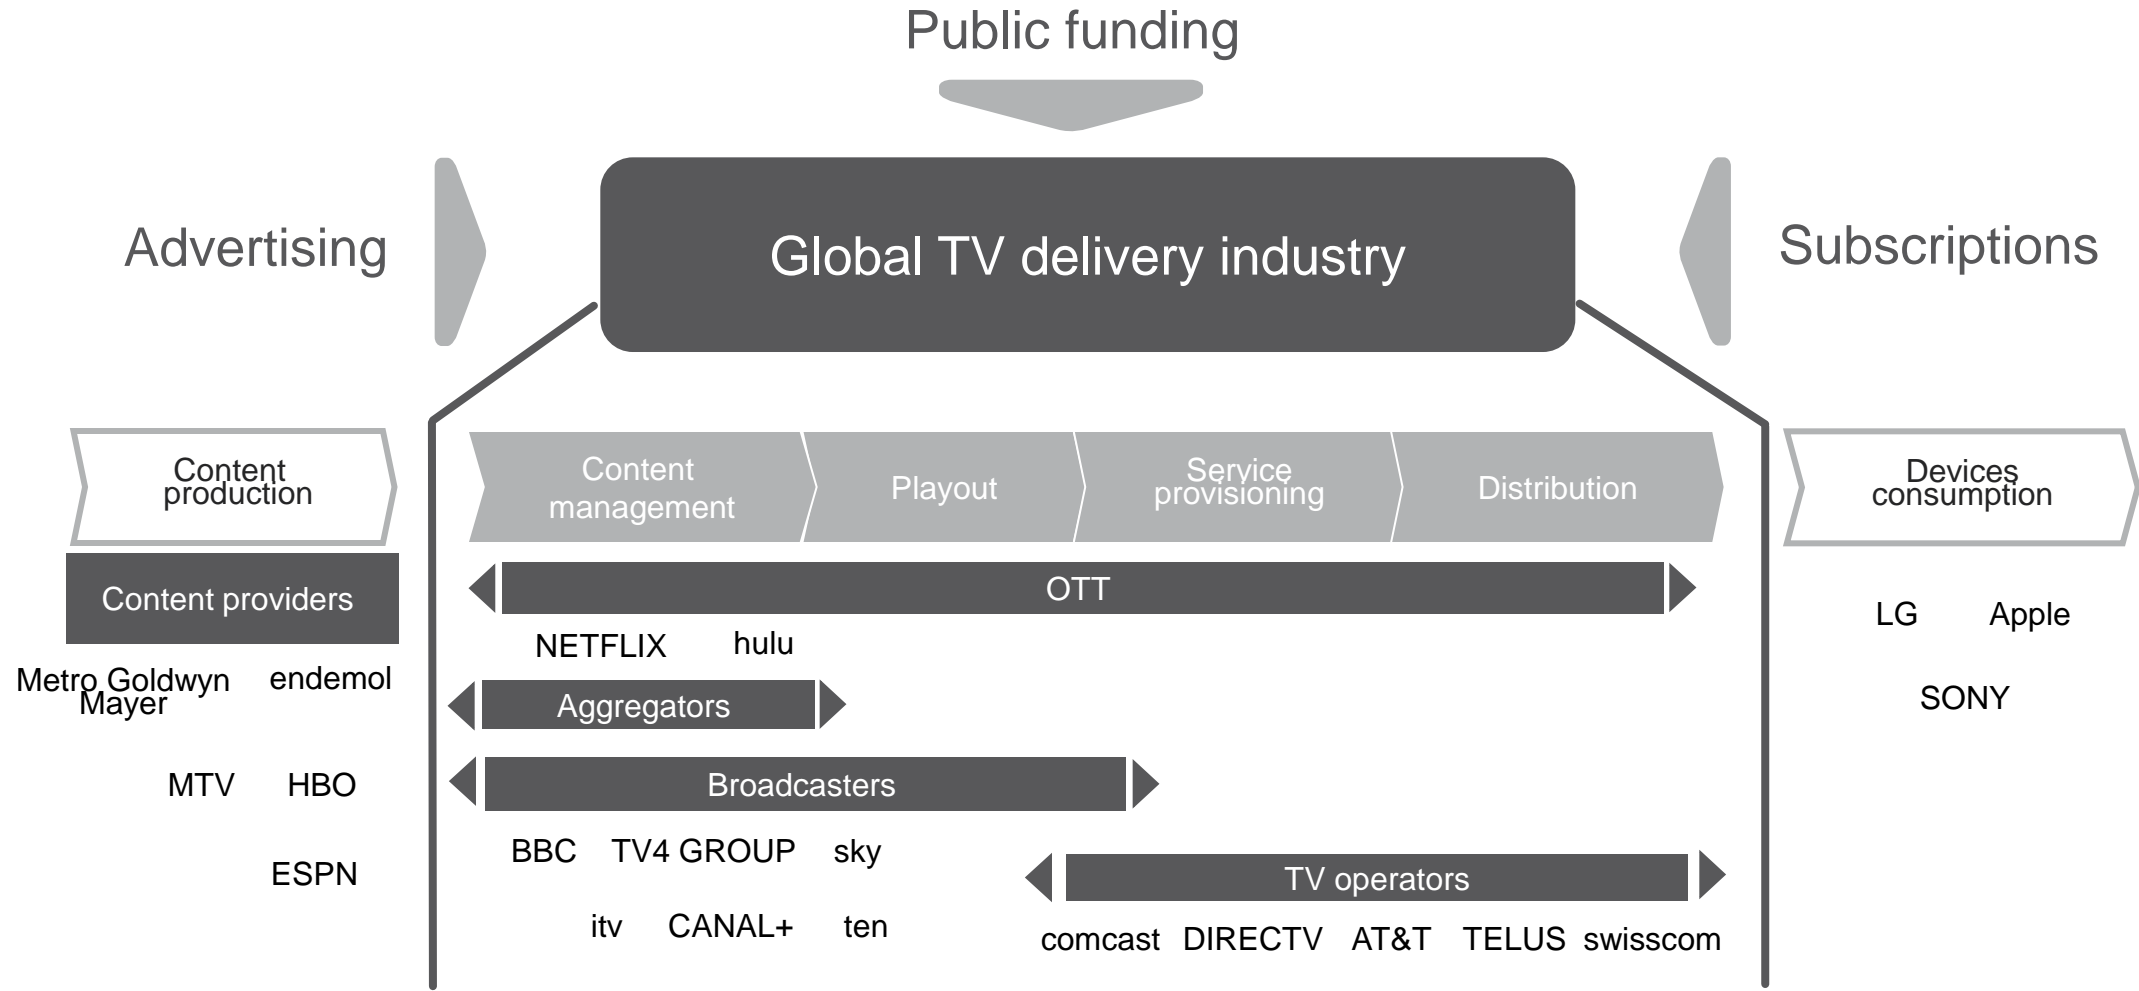 Public funding
Advertising
Global TV delivery industry
Subscriptions
Content
production
Content
management
Playout
Service
provisioning
Distribution
Devices
consumption
Content providers
OTT
LG Apple
NETFLIX hulu
Metro Goldwyn
Mayer
endemol
Aggregators
SONY
MTV HBO
Broadcasters
BBC TV4 GROUP sky
ESPN
TV operators
itv CANAL+ ten
comcast DIRECTV AT&T TELUS swisscom